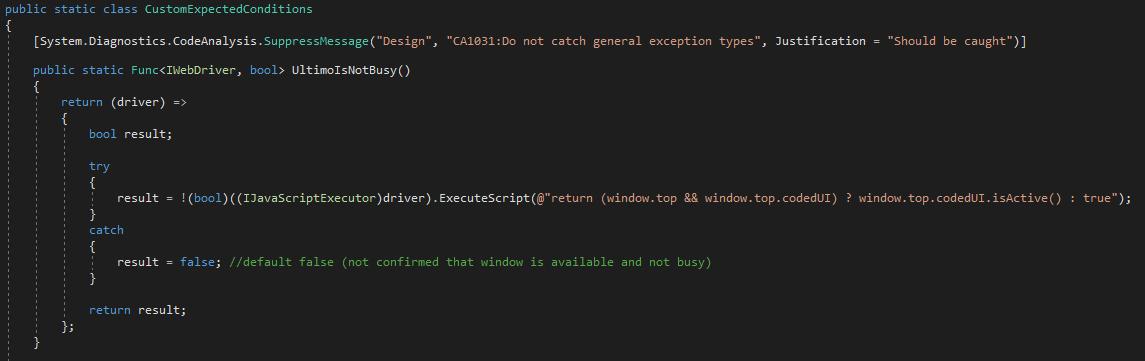 public static class CustomExpectedConditions
{
[System.Diagnostics.CodeAnalysis.SuppressMessage("Design", "CA1031:Do not catch general exception types", Justification = "Should be caught")]
public static Func<IWebDriver, bool> UltimoIsNotBusy()
{
return (driver) =>
{
bool result;
try
{
result = !(bool)((IJavaScriptExecutor)driver).ExecuteScript(@"return (window.top && window.top.codedUI) ? window.top.codedUI.isActive() : true");
}
catch
{
result = false; //default false (not confirmed that window is available and not busy)
}
return result;
};
}